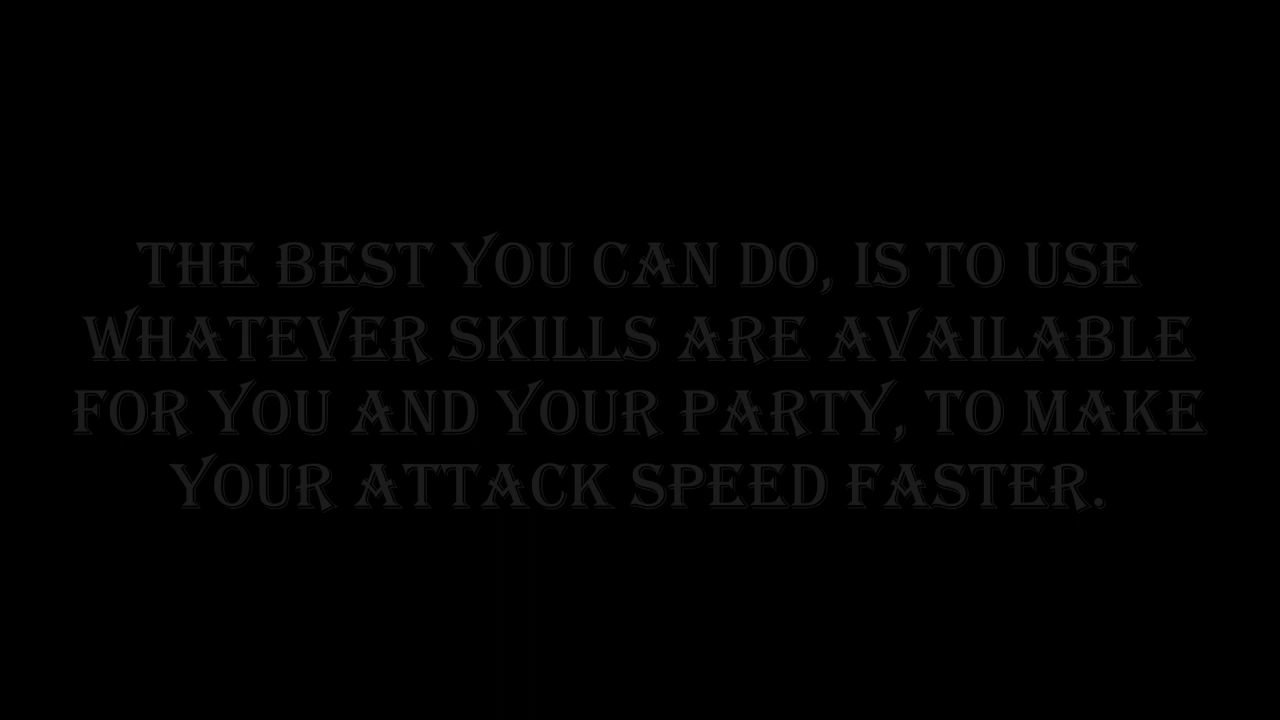 THE BEST YOU CAN DO, IS TO USE
WHATEVER SKILLS ARE AVAILABLE
FOR YOU AND YOUR PARTY, TO MAKE
YOUR ATTACK SPEED FASTER.